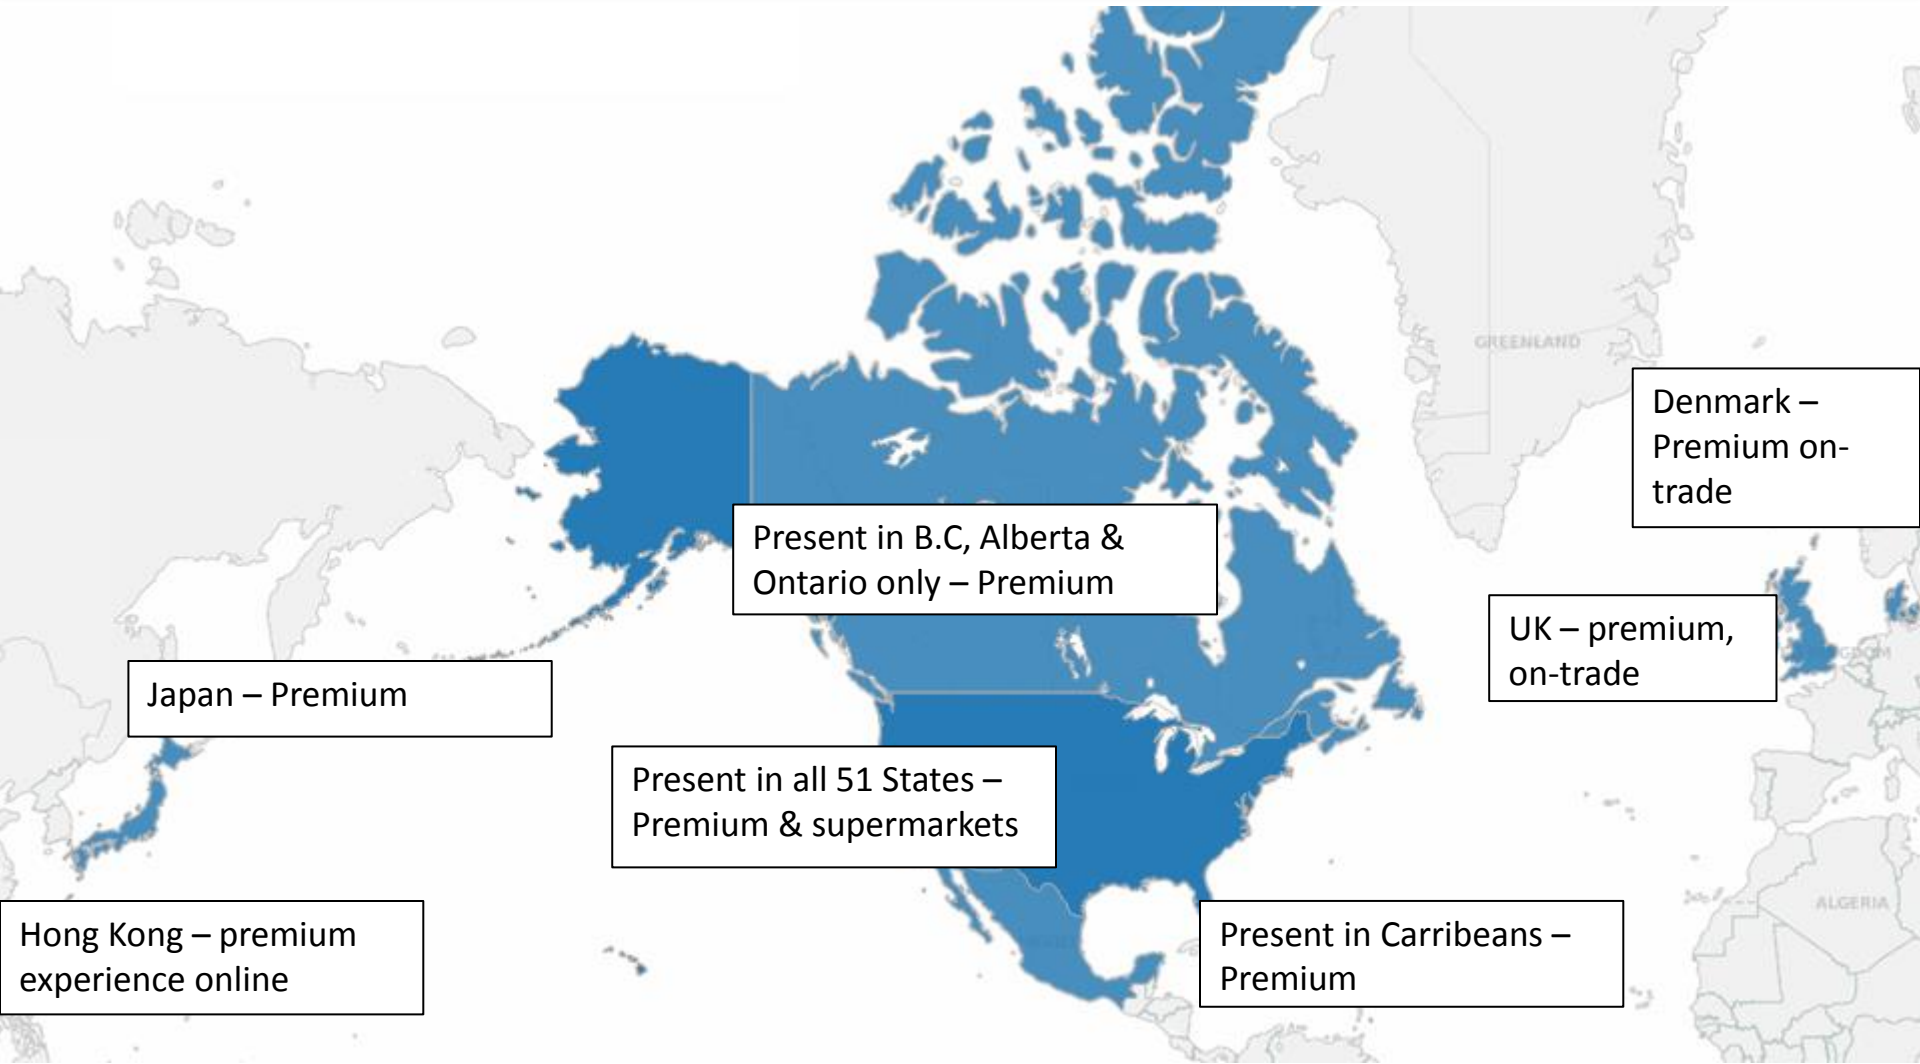 GREENLAND
Denmark –
Premium on-
trade
Present in B.C, Alberta &
Ontario only – Premium
UK – premium,
on-trade
Japan – Premium
Present in all 51 States –
Premium & supermarkets
Hong Kong – premium
experience online
Present in Carribeans –
Premium
ALGERIA